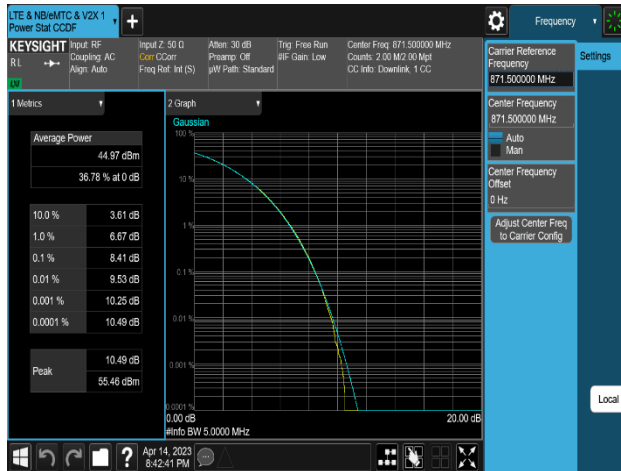 LTE & NB/eMTC & V2X 1
Power Stat CCDF
Frequency
KEYSIGHT
RL
Input: RF
Coupling: AC
Align: Auto
Input Z: 50 Ω
Corr CCorr
Freq Ref: Int (S)
Atten: 30 dB
Preamp: Off
µW Path: Standard
Trig: Free Run
#IF Gain: Low
Center Freq: 871.500000 MHz
Counts: 2.00 M/2.00 Mpt
CC Info: Downlink, 1 CC
Carrier Reference
Frequency
871.500000 MHz
Settings
Center Frequency
871.500000 MHz
Auto
Man
Center Frequency
Offset
0 Hz
Adjust Center Freq
to Carrier Config
Local
1 Metrics
Average Power
44.97 dBm
36.78 % at 0 dB
10.0 % 3.61 dB
1.0 % 6.67 dB
0.1 % 8.41 dB
0.01 % 9.53 dB
0.001 % 10.25 dB
0.0001 % 10.49 dB
Peak
10.49 dB
55.46 dBm
2 Graph
Gaussian
100 %
10 %
1 %
0.1 %
0.01 %
0.001 %
0.0001 %
0.00 dB
20.00 dB
#Info BW 5.0000 MHz
?
Apr 14, 2023
8:42:41 PM